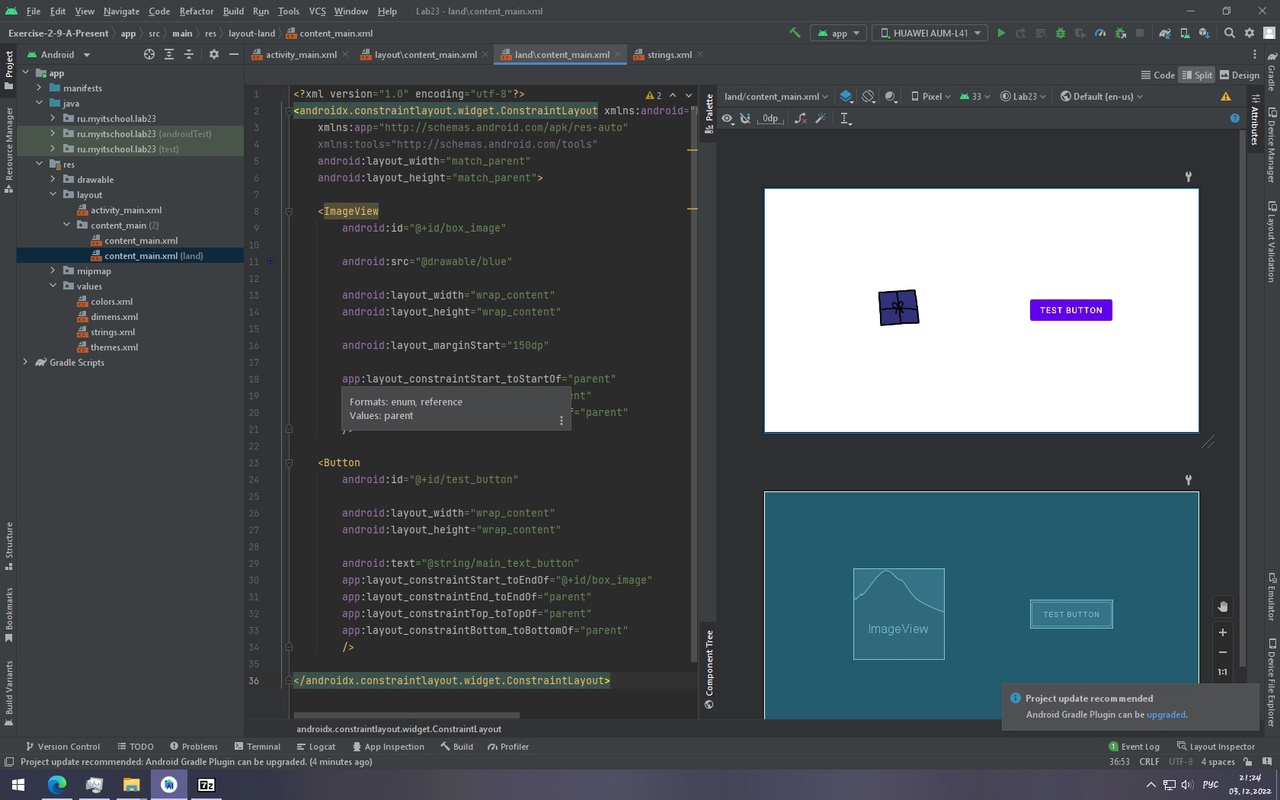 File Edit View Navigate Code Refactor Build Run Tools VCS Window Help Lab23 - land\content_main.xml
Exercise-2-9-A-Present app src main res layout-land content_main.xml app HUAWEI AUM-L41
Android activity_main.xml layout\content_main.xml land\content_main.xml strings.xml
Code Split Design
Project
Resource Manager
Structure
Bookmarks
Build Variants
app
manifests
java
ru.myitschool.lab23
ru.myitschool.lab23 (androidTest)
ru.myitschool.lab23 (test)
res
drawable
layout
activity_main.xml
content_main (2)
content_main.xml
content_main.xml (land)
mipmap
values
colors.xml
dimens.xml
strings.xml
themes.xml
Gradle Scripts
1 <?xml version="1.0" encoding="utf-8"?> 2
2 <androidx.constraintlayout.widget.ConstraintLayout xmlns:android="
3 xmlns:app="http://schemas.android.com/apk/res-auto"
4 xmlns:tools="http://schemas.android.com/tools"
5 android:layout_width="match_parent"
6 android:layout_height="match_parent">
7
8 <ImageView
9 android:id="@+id/box_image"
10
11 android:src="@drawable/blue"
12
13 android:layout_width="wrap_content"
14 android:layout_height="wrap_content"
15
16 android:layout_marginStart="150dp"
17
18 app:layout_constraintStart_toStartOf="parent"
19 ent"
20 ="parent"
21 />
22
23 <Button
24 android:id="@+id/test_button"
25
26 android:layout_width="wrap_content"
27 android:layout_height="wrap_content"
28
29 android:text="@string/main_text_button"
30 app:layout_constraintStart_toEndOf="@+id/box_image"
31 app:layout_constraintEnd_toEndOf="parent"
32 app:layout_constraintTop_toTopOf="parent"
33 app:layout_constraintBottom_toBottomOf="parent"
34 />
35
36 </androidx.constraintlayout.widget.ConstraintLayout>
Formats: enum, reference
Values: parent
androidx.constraintlayout.widget.ConstraintLayout
Palette
Component Tree
land/content_main.xml Pixel 33 Lab23 Default (en-us)
0dp
TEST BUTTON
ImageView
TEST BUTTON
1:1
Attributes
Gradle
Device Manager
Layout Validation
Emulator
Device File Explorer
Project update recommended
Android Gradle Plugin can be upgraded.
Version Control TODO Problems Terminal Logcat App Inspection Build Profiler 1 Event Log Layout Inspector
Project update recommended: Android Gradle Plugin can be upgraded. (4 minutes ago) 36:53 CRLF UTF-8 4 spaces
7z
РУС
21:24
03.12.2022